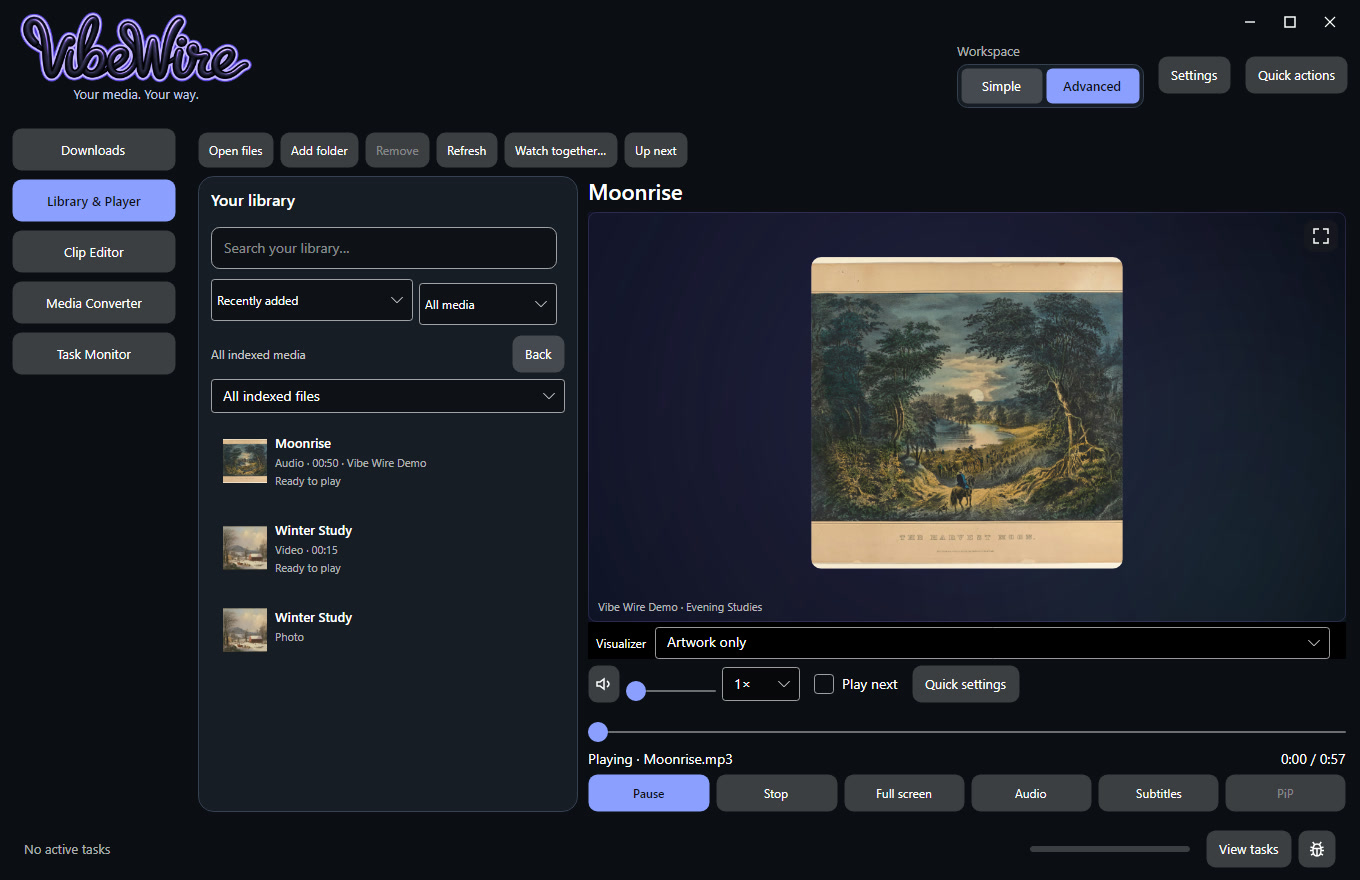 VibeWire
Your media. Your way.
Workspace
Simple
Advanced
Settings
Quick actions
Downloads
Library & Player
Clip Editor
Media Converter
Task Monitor
Open files
Add folder
Remove
Refresh
Watch together...
Up next
Your library
Search your library...
Recently added
All media
All indexed media
Back
All indexed files
Moonrise
Audio · 00:50 · Vibe Wire Demo
Ready to play
Winter Study
Video · 00:15
Ready to play
Winter Study
Photo
Moonrise
THE HARVEST MOON.
Vibe Wire Demo · Evening Studies
Visualizer
Artwork only
1×
Play next
Quick settings
Playing · Moonrise.mp3
0:00 / 0:57
Pause
Stop
Full screen
Audio
Subtitles
PiP
No active tasks
View tasks